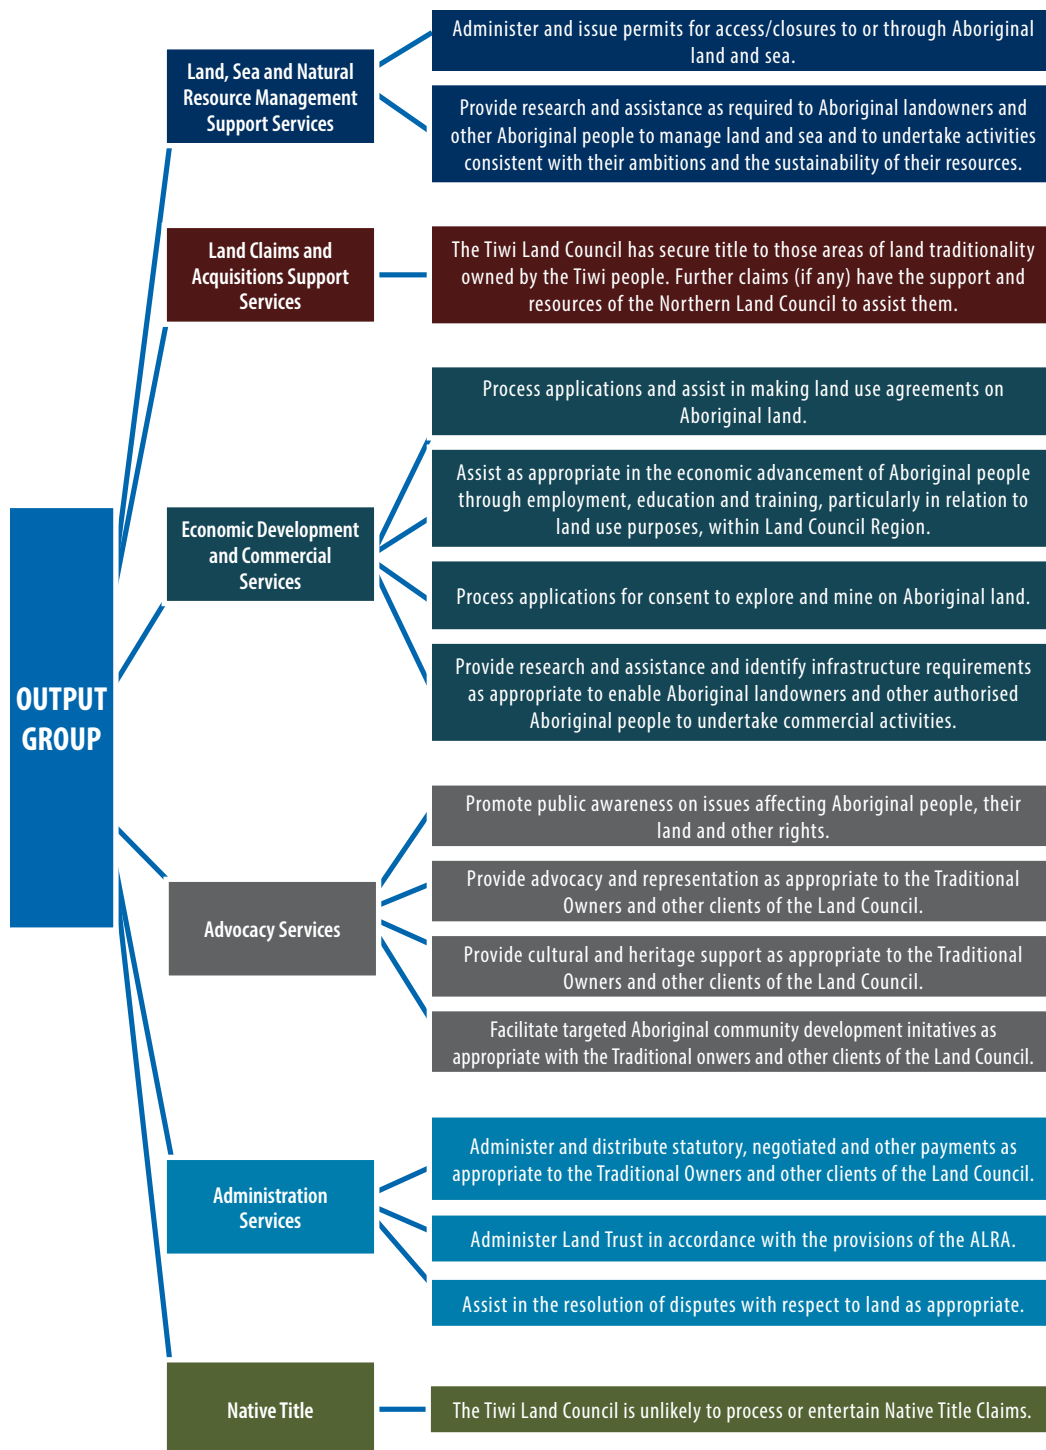 OUTPUT
GROUP
Land, Sea and Natural
Resource Management
Support Services
Administer and issue permits for access/closures to or through Aboriginal
land and sea.
Provide research and assistance as required to Aboriginal landowners and
other Aboriginal people to manage land and sea and to undertake activities
consistent with their ambitions and the sustainability of their resources.
Land Claims and
Acquisitions Support
Services
The Tiwi Land Council has secure title to those areas of land traditionality
owned by the Tiwi people. Further claims (if any) have the support and
resources of the Northern Land Council to assist them.
Economic Development
and Commercial
Services
Process applications and assist in making land use agreements on
Aboriginal land.
Assist as appropriate in the economic advancement of Aboriginal people
through employment, education and training, particularly in relation to
land use purposes, within Land Council Region.
Process applications for consent to explore and mine on Aboriginal land.
Provide research and assistance and identify infrastructure requirements
as appropriate to enable Aboriginal landowners and other authorised
Aboriginal people to undertake commercial activities.
Advocacy Services
Promote public awareness on issues affecting Aboriginal people, their
land and other rights.
Provide advocacy and representation as appropriate to the Traditional
Owners and other clients of the Land Council.
Provide cultural and heritage support as appropriate to the Traditional
Owners and other clients of the Land Council.
Facilitate targeted Aboriginal community development initatives as
appropriate with the Traditional onwers and other clients of the Land Council.
Administration
Services
Administer and distribute statutory, negotiated and other payments as
appropriate to the Traditional Owners and other clients of the Land Council.
Administer Land Trust in accordance with the provisions of the ALRA.
Assist in the resolution of disputes with respect to land as appropriate.
Native Title
The Tiwi Land Council is unlikely to process or entertain Native Title Claims.